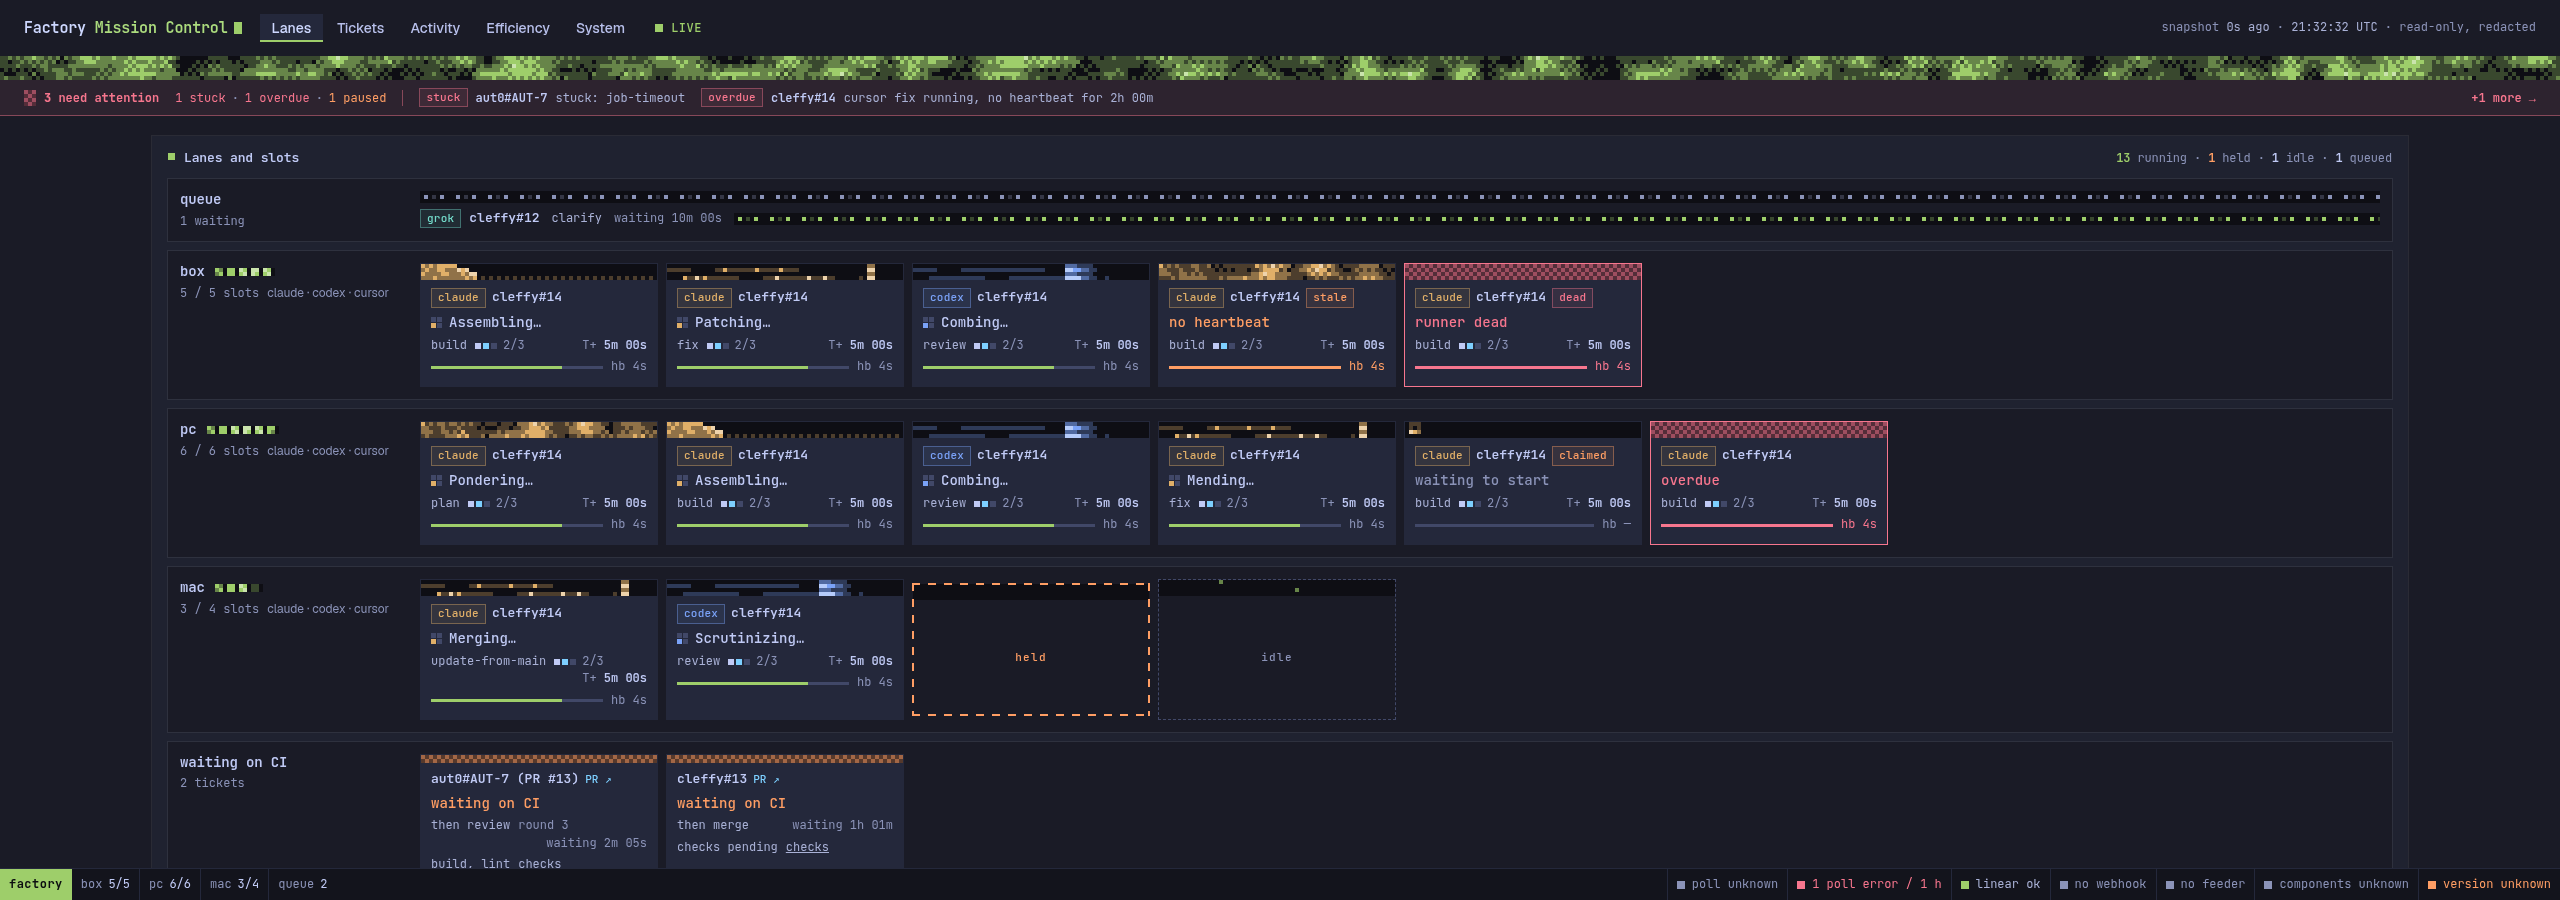 Factory Mission Control Lanes Tickets Activity Efficiency System LIVE snapshot 0s ago · 21:32:32 UTC · read-only, redacted
3 need attention 1 stuck · 1 overdue · 1 paused stuck aut0#AUT-7 stuck: job-timeout overdue cleffy#14 cursor fix running, no heartbeat for 2h 00m +1 more →
Lanes and slots 13 running · 1 held · 1 idle · 1 queued
queue
1 waiting
grok cleffy#12 clarify waiting 10m 00s
box
5 / 5 slots claude · codex · cursor
claude cleffy#14
Assembling…
build 2/3 T+ 5m 00s
hb 4s
claude cleffy#14
Patching…
fix 2/3 T+ 5m 00s
hb 4s
codex cleffy#14
Combing…
review 2/3 T+ 5m 00s
hb 4s
claude cleffy#14 stale
no heartbeat
build 2/3 T+ 5m 00s
hb 4s
claude cleffy#14 dead
runner dead
build 2/3 T+ 5m 00s
hb 4s
pc
6 / 6 slots claude · codex · cursor
claude cleffy#14
Pondering…
plan 2/3 T+ 5m 00s
hb 4s
claude cleffy#14
Assembling…
build 2/3 T+ 5m 00s
hb 4s
codex cleffy#14
Combing…
review 2/3 T+ 5m 00s
hb 4s
claude cleffy#14
Mending…
fix 2/3 T+ 5m 00s
hb 4s
claude cleffy#14 claimed
waiting to start
build 2/3 T+ 5m 00s
hb —
claude cleffy#14
overdue
build 2/3 T+ 5m 00s
hb 4s
mac
3 / 4 slots claude · codex · cursor
claude cleffy#14
Merging…
update-from-main 2/3
T+ 5m 00s
hb 4s
codex cleffy#14
Scrutinizing…
review 2/3 T+ 5m 00s
hb 4s
held
idle
waiting on CI
2 tickets
aut0#AUT-7 (PR #13) PR ↗
waiting on CI
then review round 3
waiting 2m 05s
build, lint checks
cleffy#13 PR ↗
waiting on CI
then merge waiting 1h 01m
checks pending checks
factory box 5/5 pc 6/6 mac 3/4 queue 2 poll unknown 1 poll error / 1 h linear ok no webhook no feeder components unknown version unknown